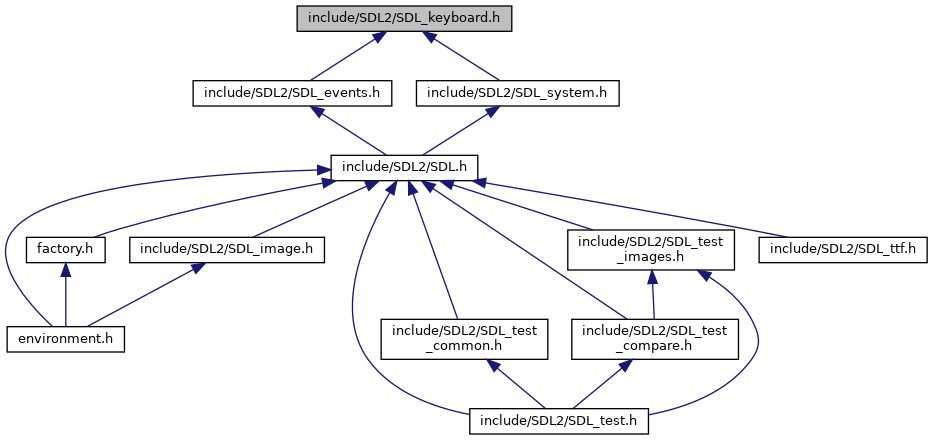 include/SDL2/SDL_keyboard.h
include/SDL2/SDL_events.h
include/SDL2/SDL_system.h
include/SDL2/SDL.h
factory.h
include/SDL2/SDL_image.h
include/SDL2/SDL_test
_images.h
include/SDL2/SDL_ttf.h
environment.h
include/SDL2/SDL_test
_common.h
include/SDL2/SDL_test
_compare.h
include/SDL2/SDL_test.h